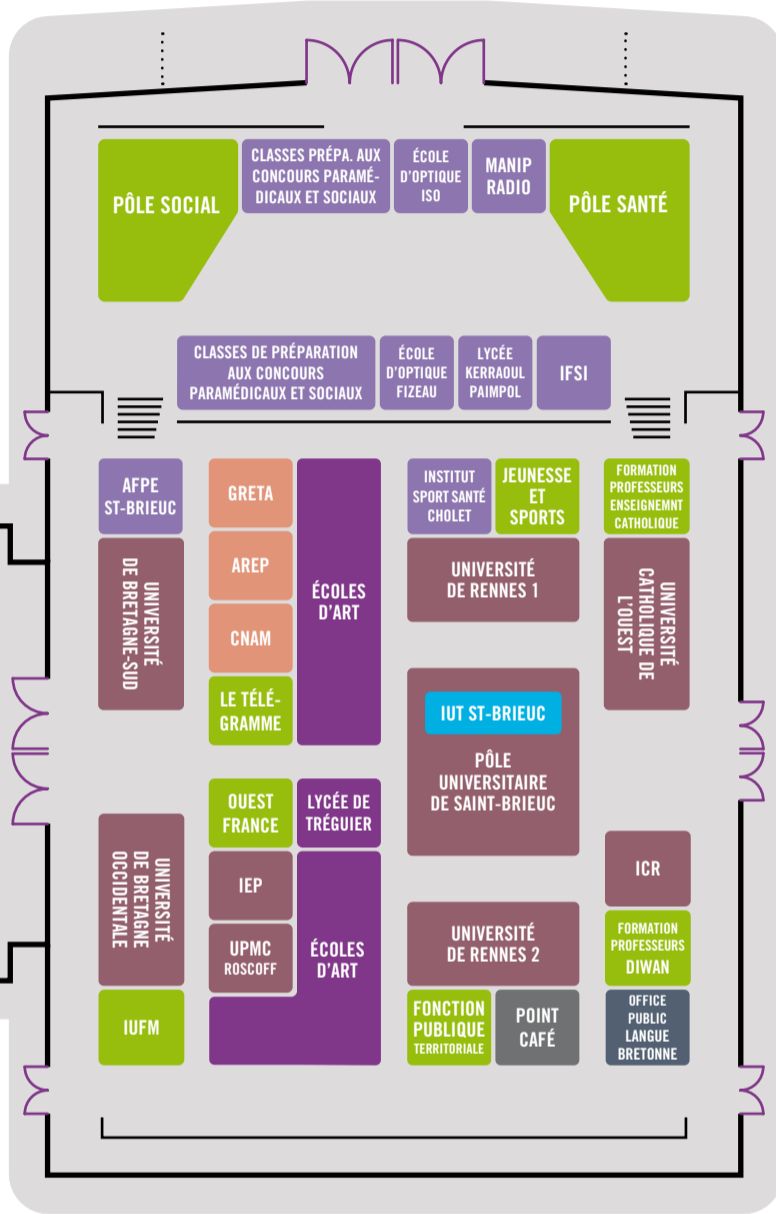 PÔLE SOCIAL
CLASSES PRÉPA. AUX
CONCOURS PARAMÉ-
DICAUX ET SOCIAUX
ÉCOLE
D'OPTIQUE
ISO
MANIP
RADIO
PÔLE SANTÉ
CLASSES DE PRÉPARATION
AUX CONCOURS
PARAMÉDICAUX ET SOCIAUX
ÉCOLE
D'OPTIQUE
FIZEAU
LYCÉE
KERRAOUL
PAIMPOL
IFSI
AFPE
ST-BRIEUC
UNIVERSITÉ
DE BRETAGNE-SUD
GRETA
AREP
CNAM
LE TÉLÉ-
GRAMME
ÉCOLES
D'ART
INSTITUT
SPORT SANTÉ
CHOLET
JEUNESSE
ET
SPORTS
UNIVERSITÉ
DE RENNES 1
FORMATION
PROFESSEURS
ENSEIGNEMNT
CATHOLIQUE
UNIVERSITÉ
CATHOLIQUE DE
L'OUEST
IUT ST-BRIEUC
PÔLE
UNIVERSITAIRE
DE SAINT-BRIEUC
UNIVERSITÉ
DE BRETAGNE
OCCIDENTALE
IUFM
OUEST
FRANCE
LYCÉE DE
TRÉGUIER
IEP
UPMC
ROSCOFF
ÉCOLES
D'ART
UNIVERSITÉ
DE RENNES 2
FONCTION
PUBLIQUE
TERRITORIALE
POINT
CAFÉ
ICR
FORMATION
PROFESSEURS
DIWAN
OFFICE
PUBLIC
LANGUE
BRETONNE